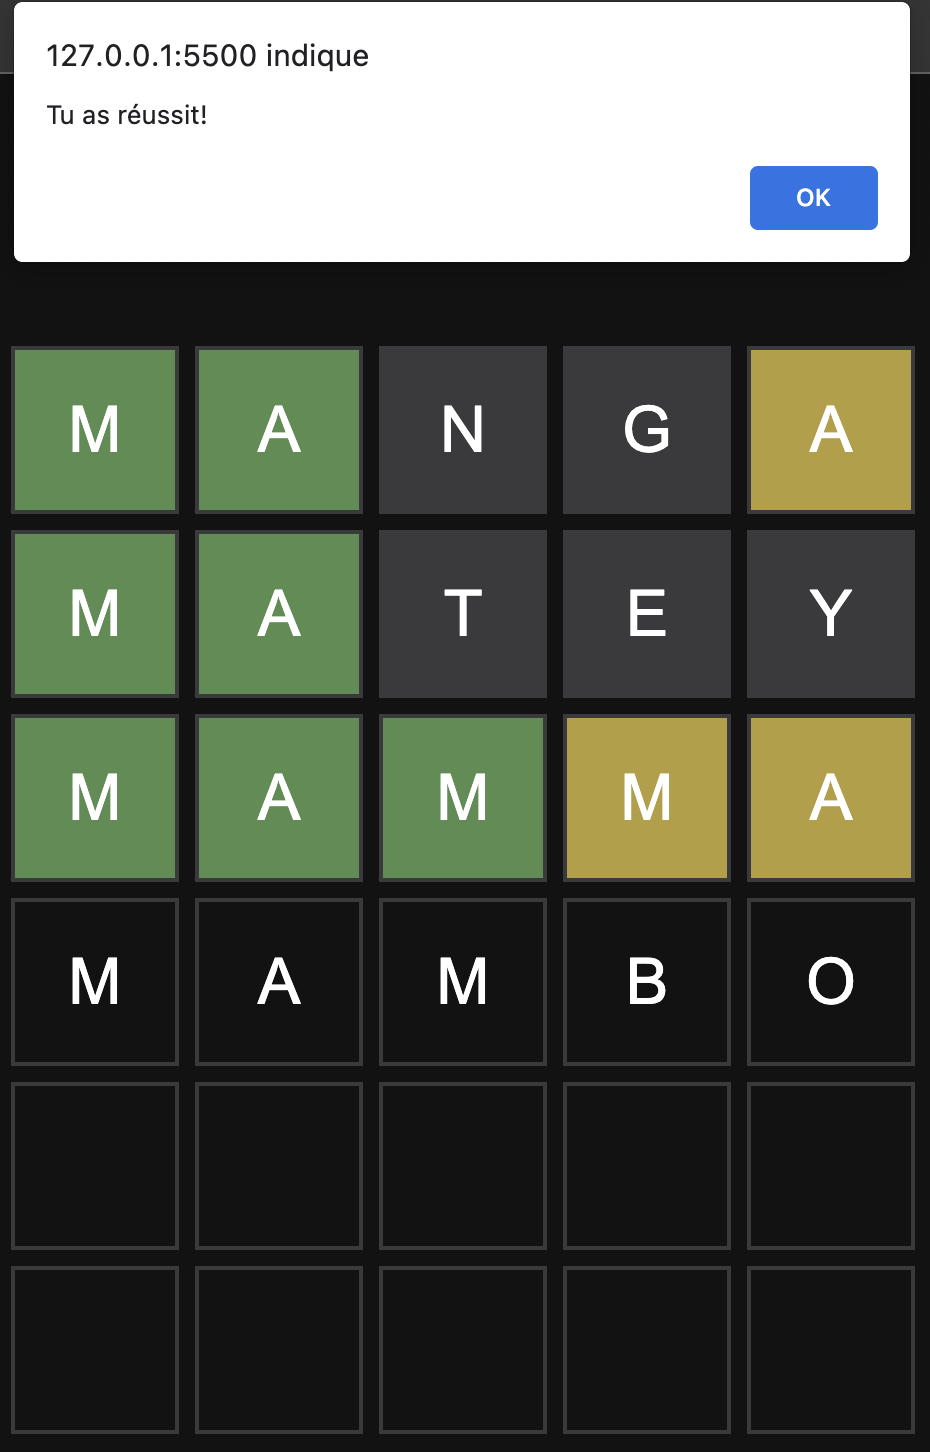 127.0.0.1:5500 indique
Tu as réussit!
OK
M A N G A
M A T E Y
M A M M A
M A M B O